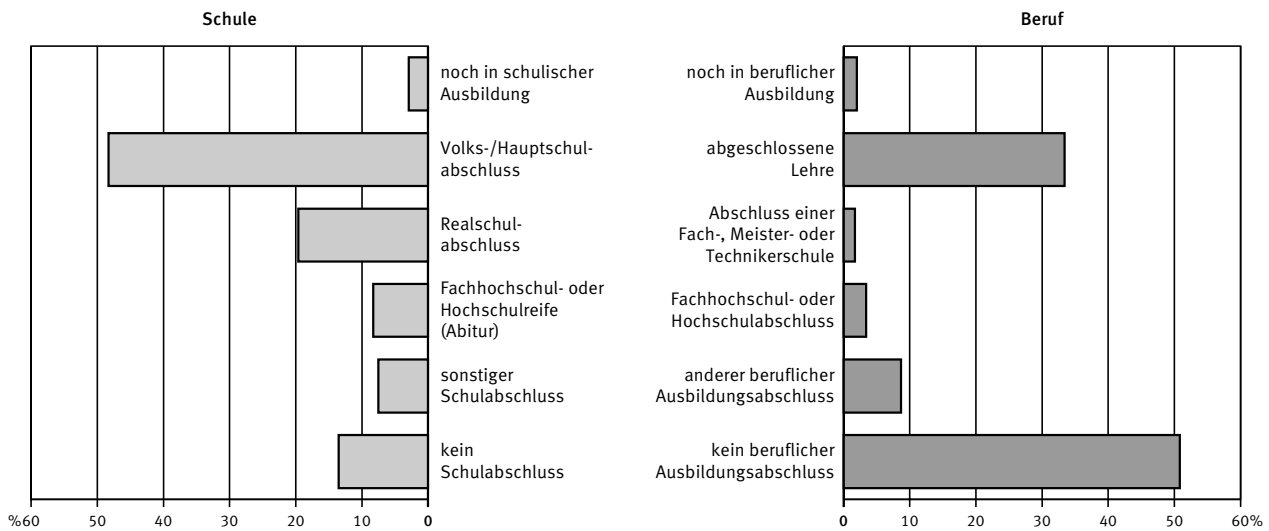 Schule
noch in schulischer
Ausbildung
Volks-/Hauptschul-
abschluss
Realschul-
abschluss
Fachhochschul- oder
Hochschulreife
(Abitur)
sonstiger
Schulabschluss
kein
Schulabschluss
%60 50 40 30 20 10 0
Beruf
noch in beruflicher
Ausbildung
abgeschlossene
Lehre
Abschluss einer
Fach-, Meister- oder
Technikerschule
Fachhochschul- oder
Hochschulabschluss
anderer beruflicher
Ausbildungsabschluss
kein beruflicher
Ausbildungsabschluss
0 10 20 30 40 50 60%